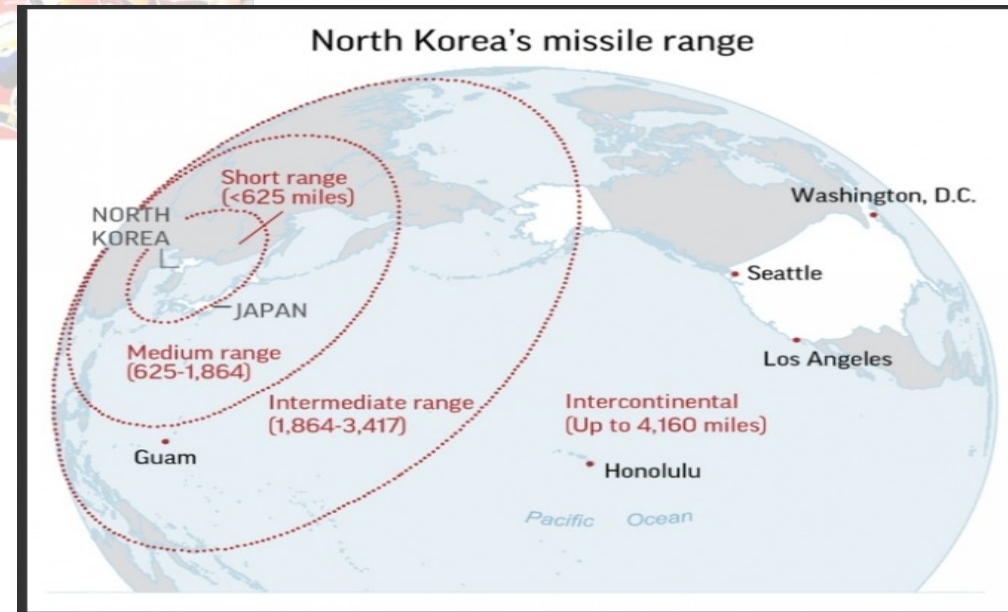 North Korea's missile range
Short range
(<625 miles)
Washington, D.C.
NORTH
KOREA
Seattle
JAPAN
Medium range
(625-1,864)
Los Angeles
Intermediate range
(1,864-3,417)
Intercontinental
(Up to 4,160 miles)
Guam
Honolulu
Pacific Ocean